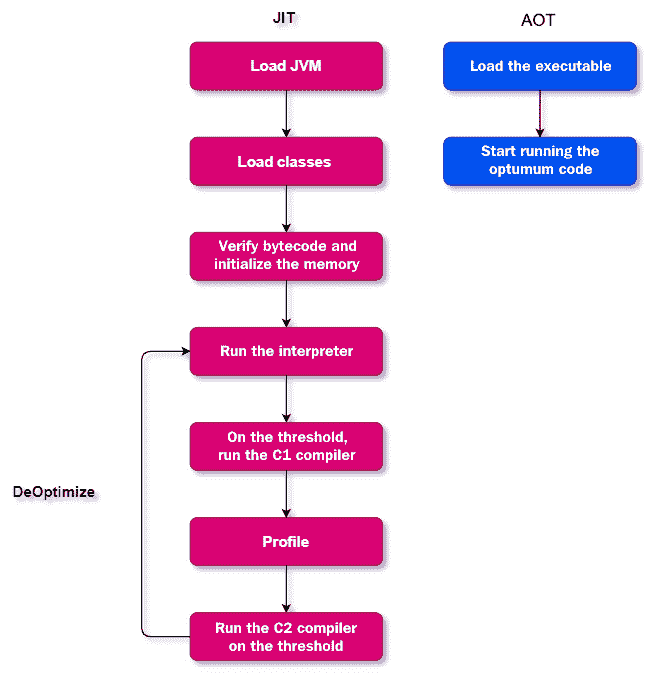 JIT
AOT
Load JVM
Load the executable
Load classes
Start running the
optumum code
Verify bytecode and
initialize the memory
Run the interpreter
On the threshold,
run the C1 compiler
DeOptimize
Profile
Run the C2 compiler
on the threshold